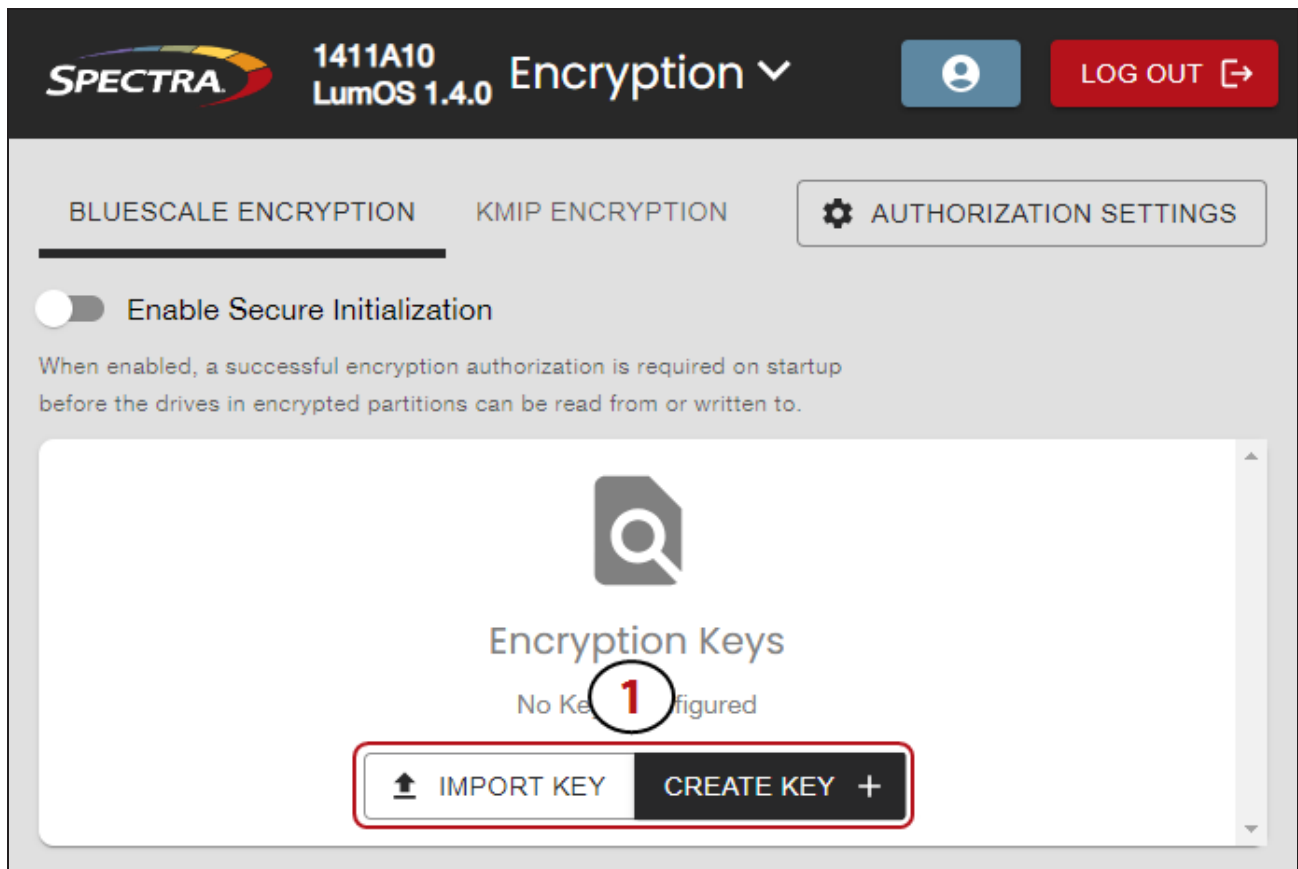 SPECTRA
1411A10
LumOS 1.4.0
Encryption
LOG OUT
BLUESCALE ENCRYPTION
KMIP ENCRYPTION
AUTHORIZATION SETTINGS
Enable Secure Initialization
When enabled, a successful encryption authorization is required on startup
before the drives in encrypted partitions can be read from or written to.
Encryption Keys
No
1
IMPORT KEY
CREATE KEY +